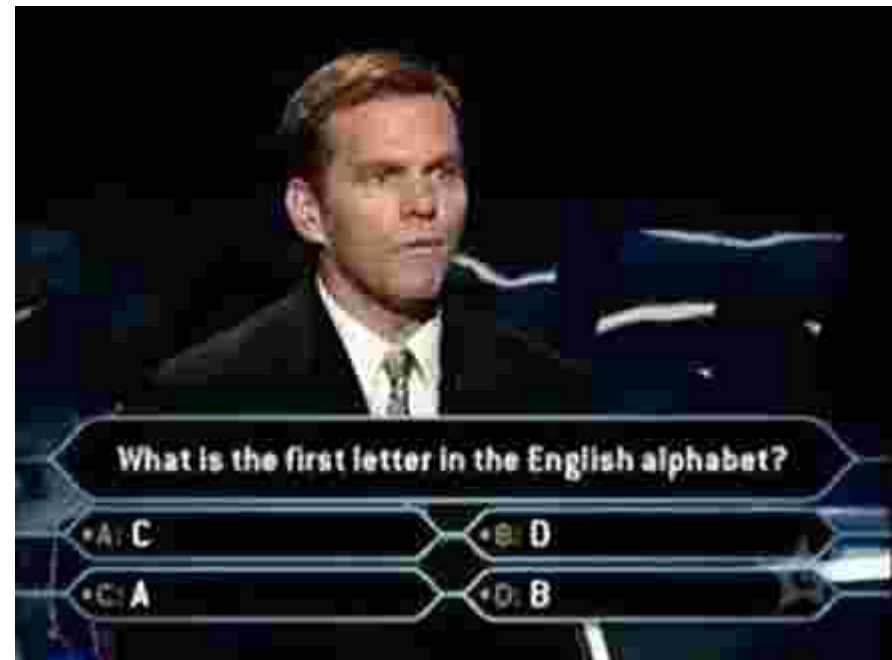 What is the first letter in the English alphabet?
A: C
B: D
C: A
D: B